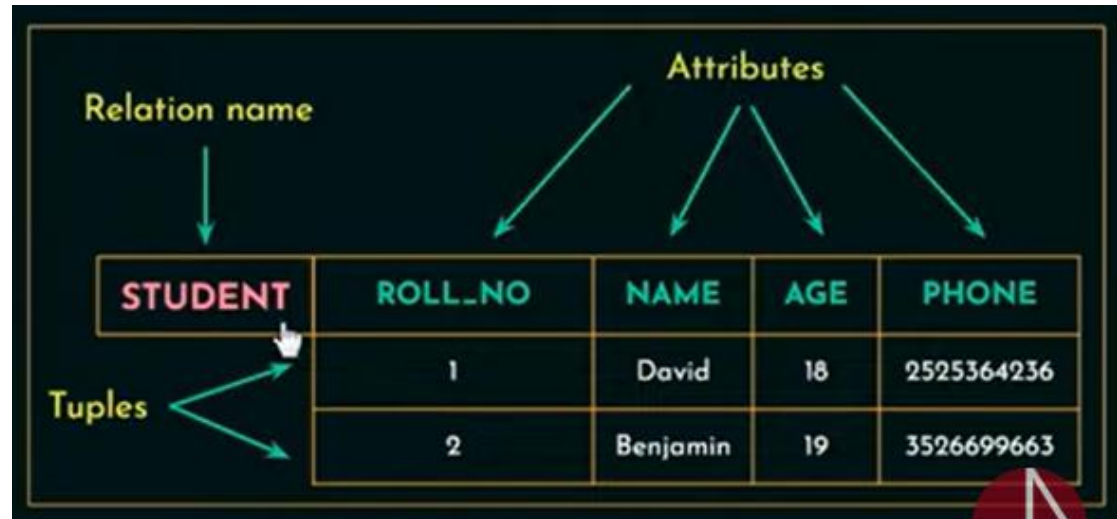 Attributes
Relation name
STUDENT ROLL_NO NAME AGE PHONE
1 David 18 2525364236
Tuples
2 Benjamin 19 3526699663